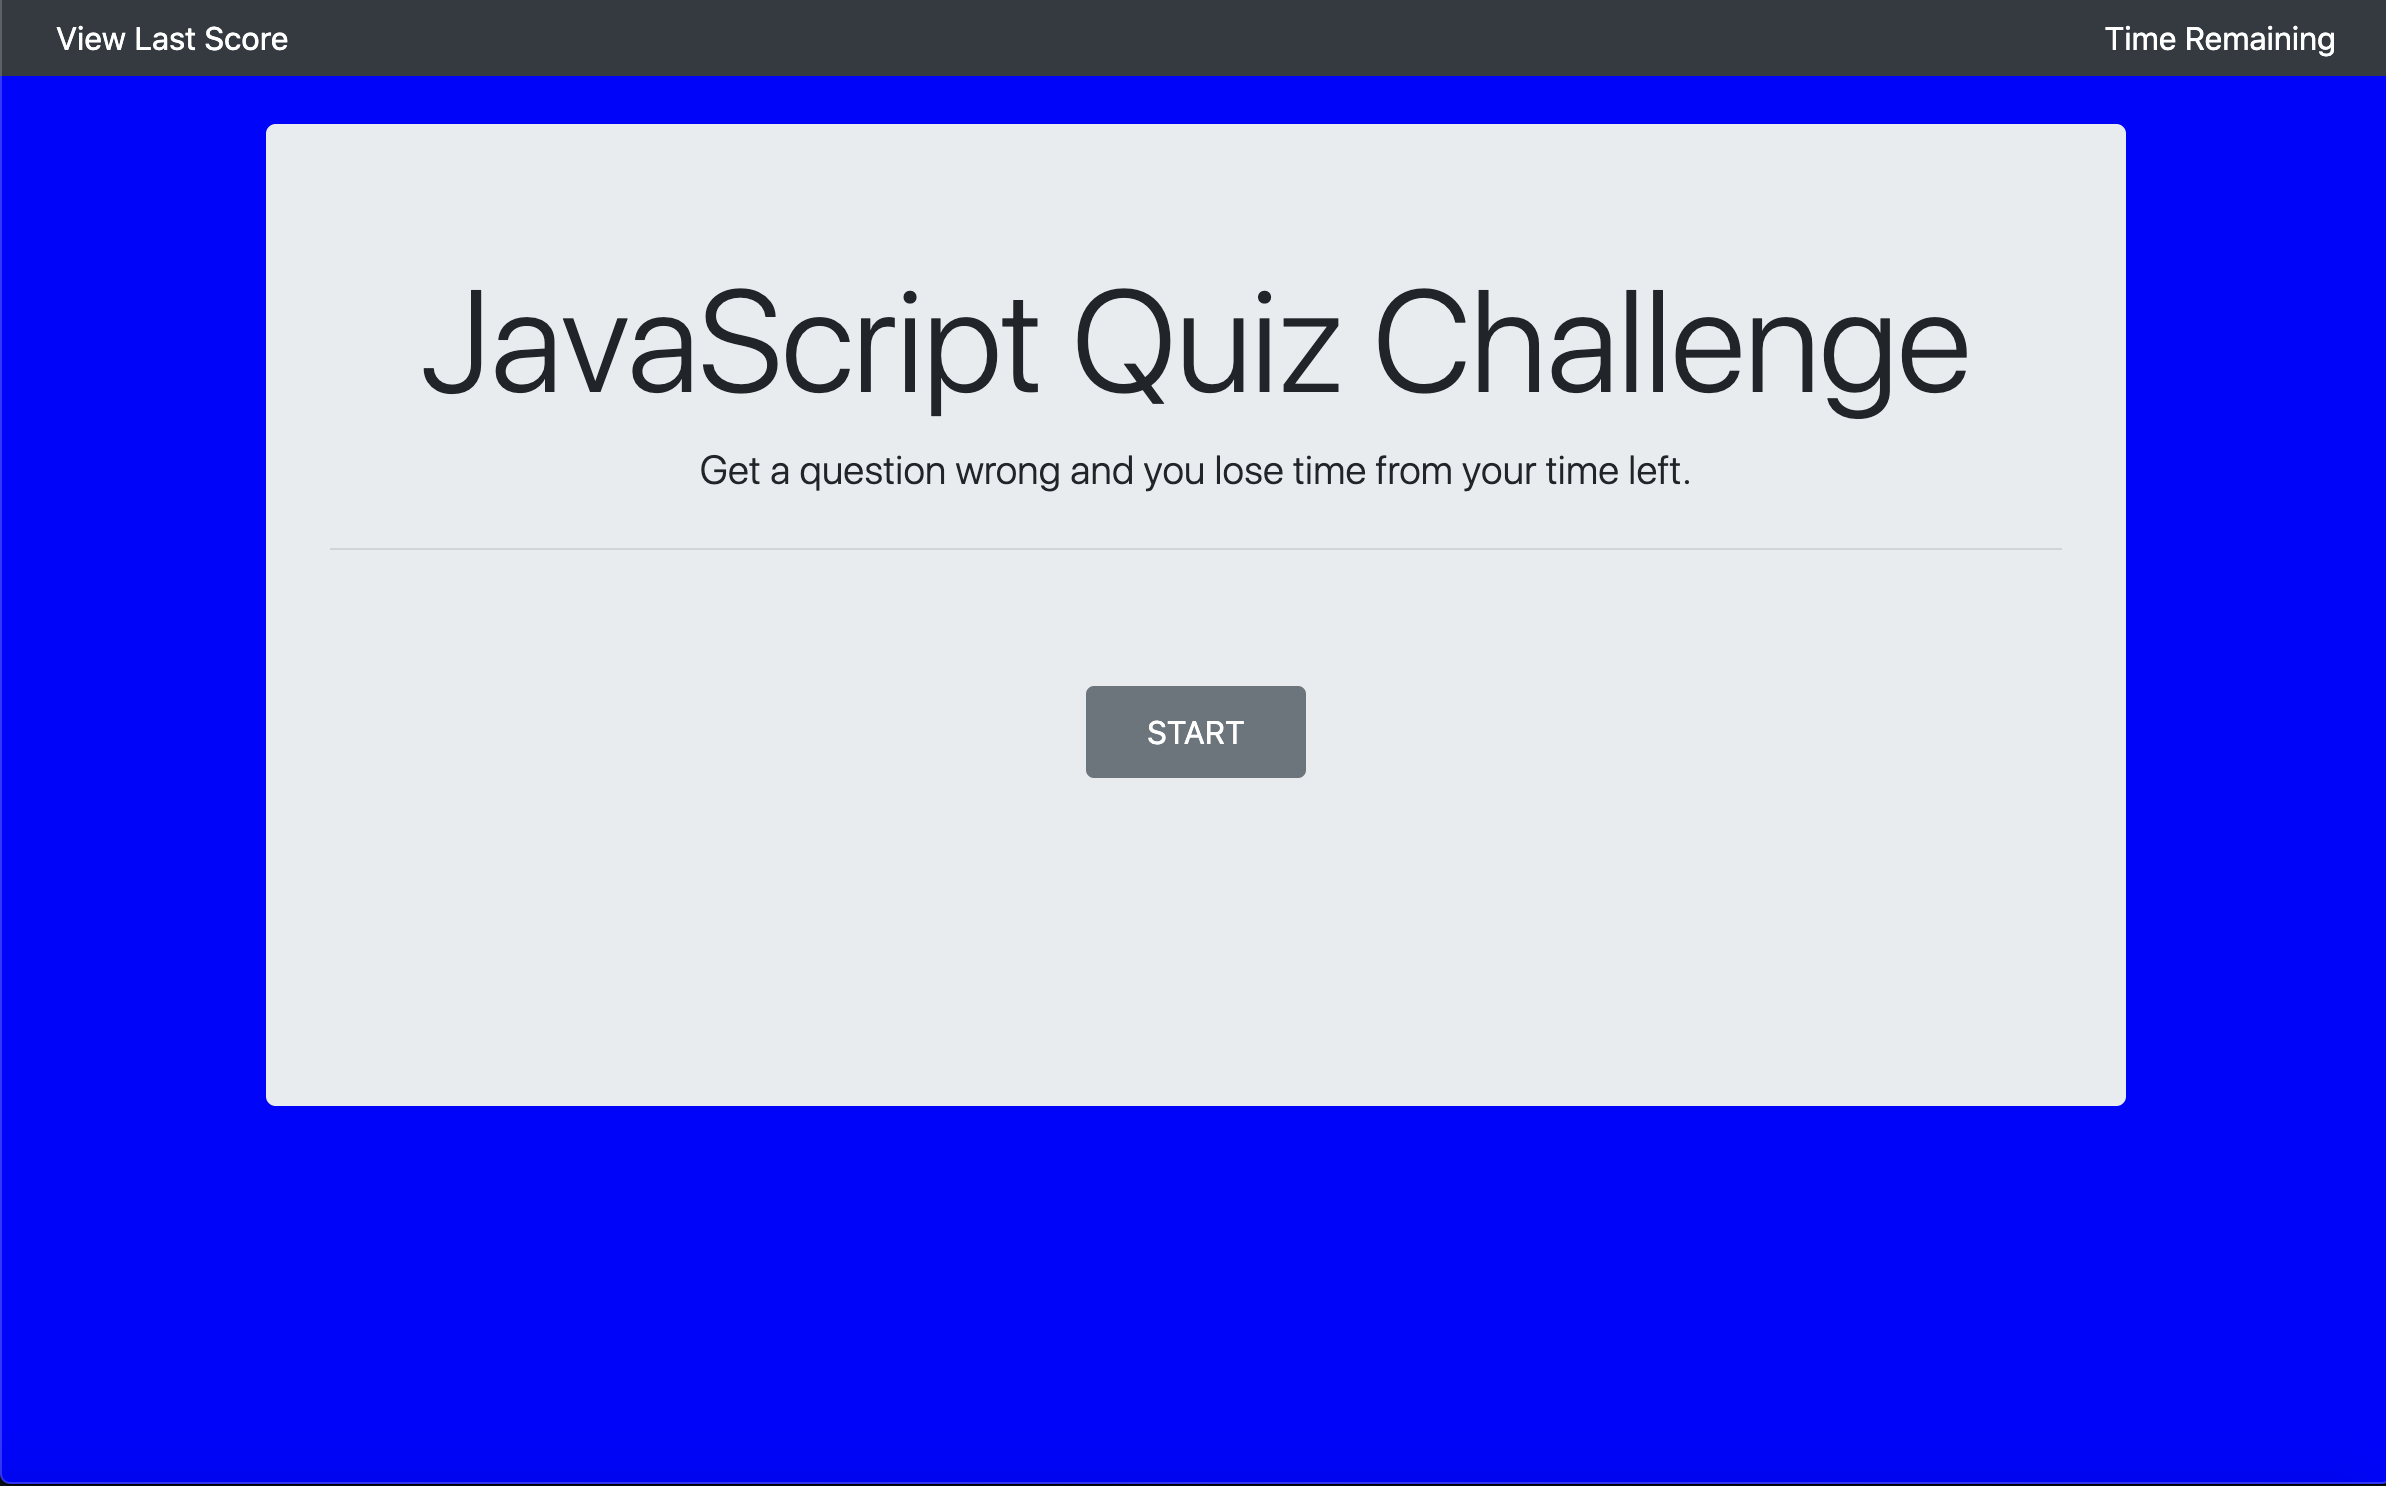 View Last Score
Time Remaining
JavaScript Quiz Challenge
Get a question wrong and you lose time from your time left.
START